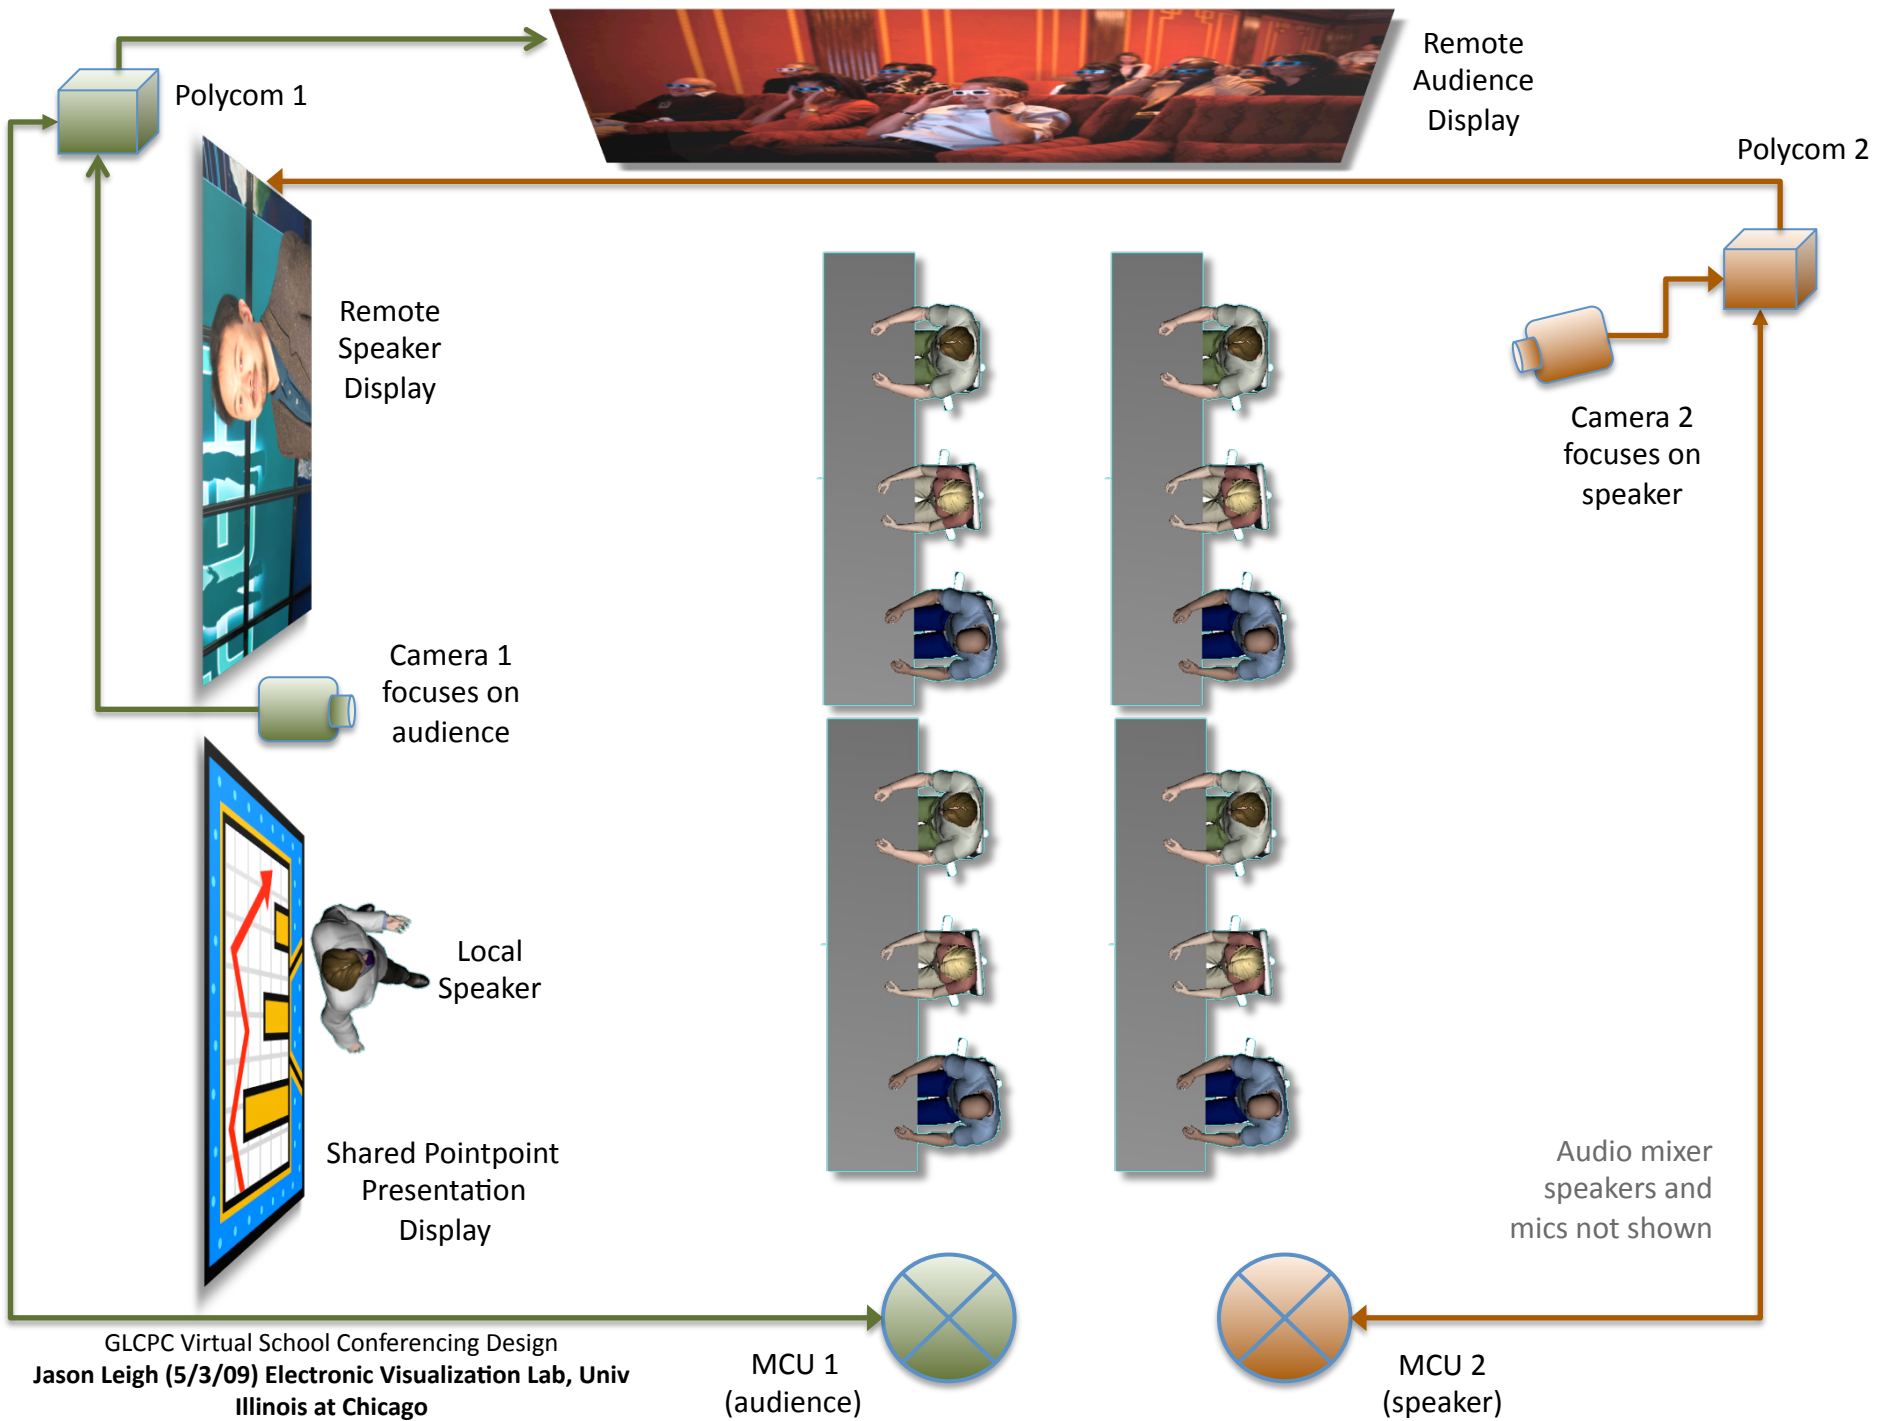 Remote
Audience
Display
Polycom 1
Polycom 2
Remote
Speaker
Display
Camera 2
focuses on
speaker
Camera 1
focuses on
audience
Local
Speaker
Shared Pointpoint
Presentation
Display
Audio mixer
speakers and
mics not shown
GLCPC Virtual School Conferencing Design
Jason Leigh (5/3/09) Electronic Visualization Lab, Univ
Illinois at Chicago
MCU 1
(audience)
MCU 2
(speaker)